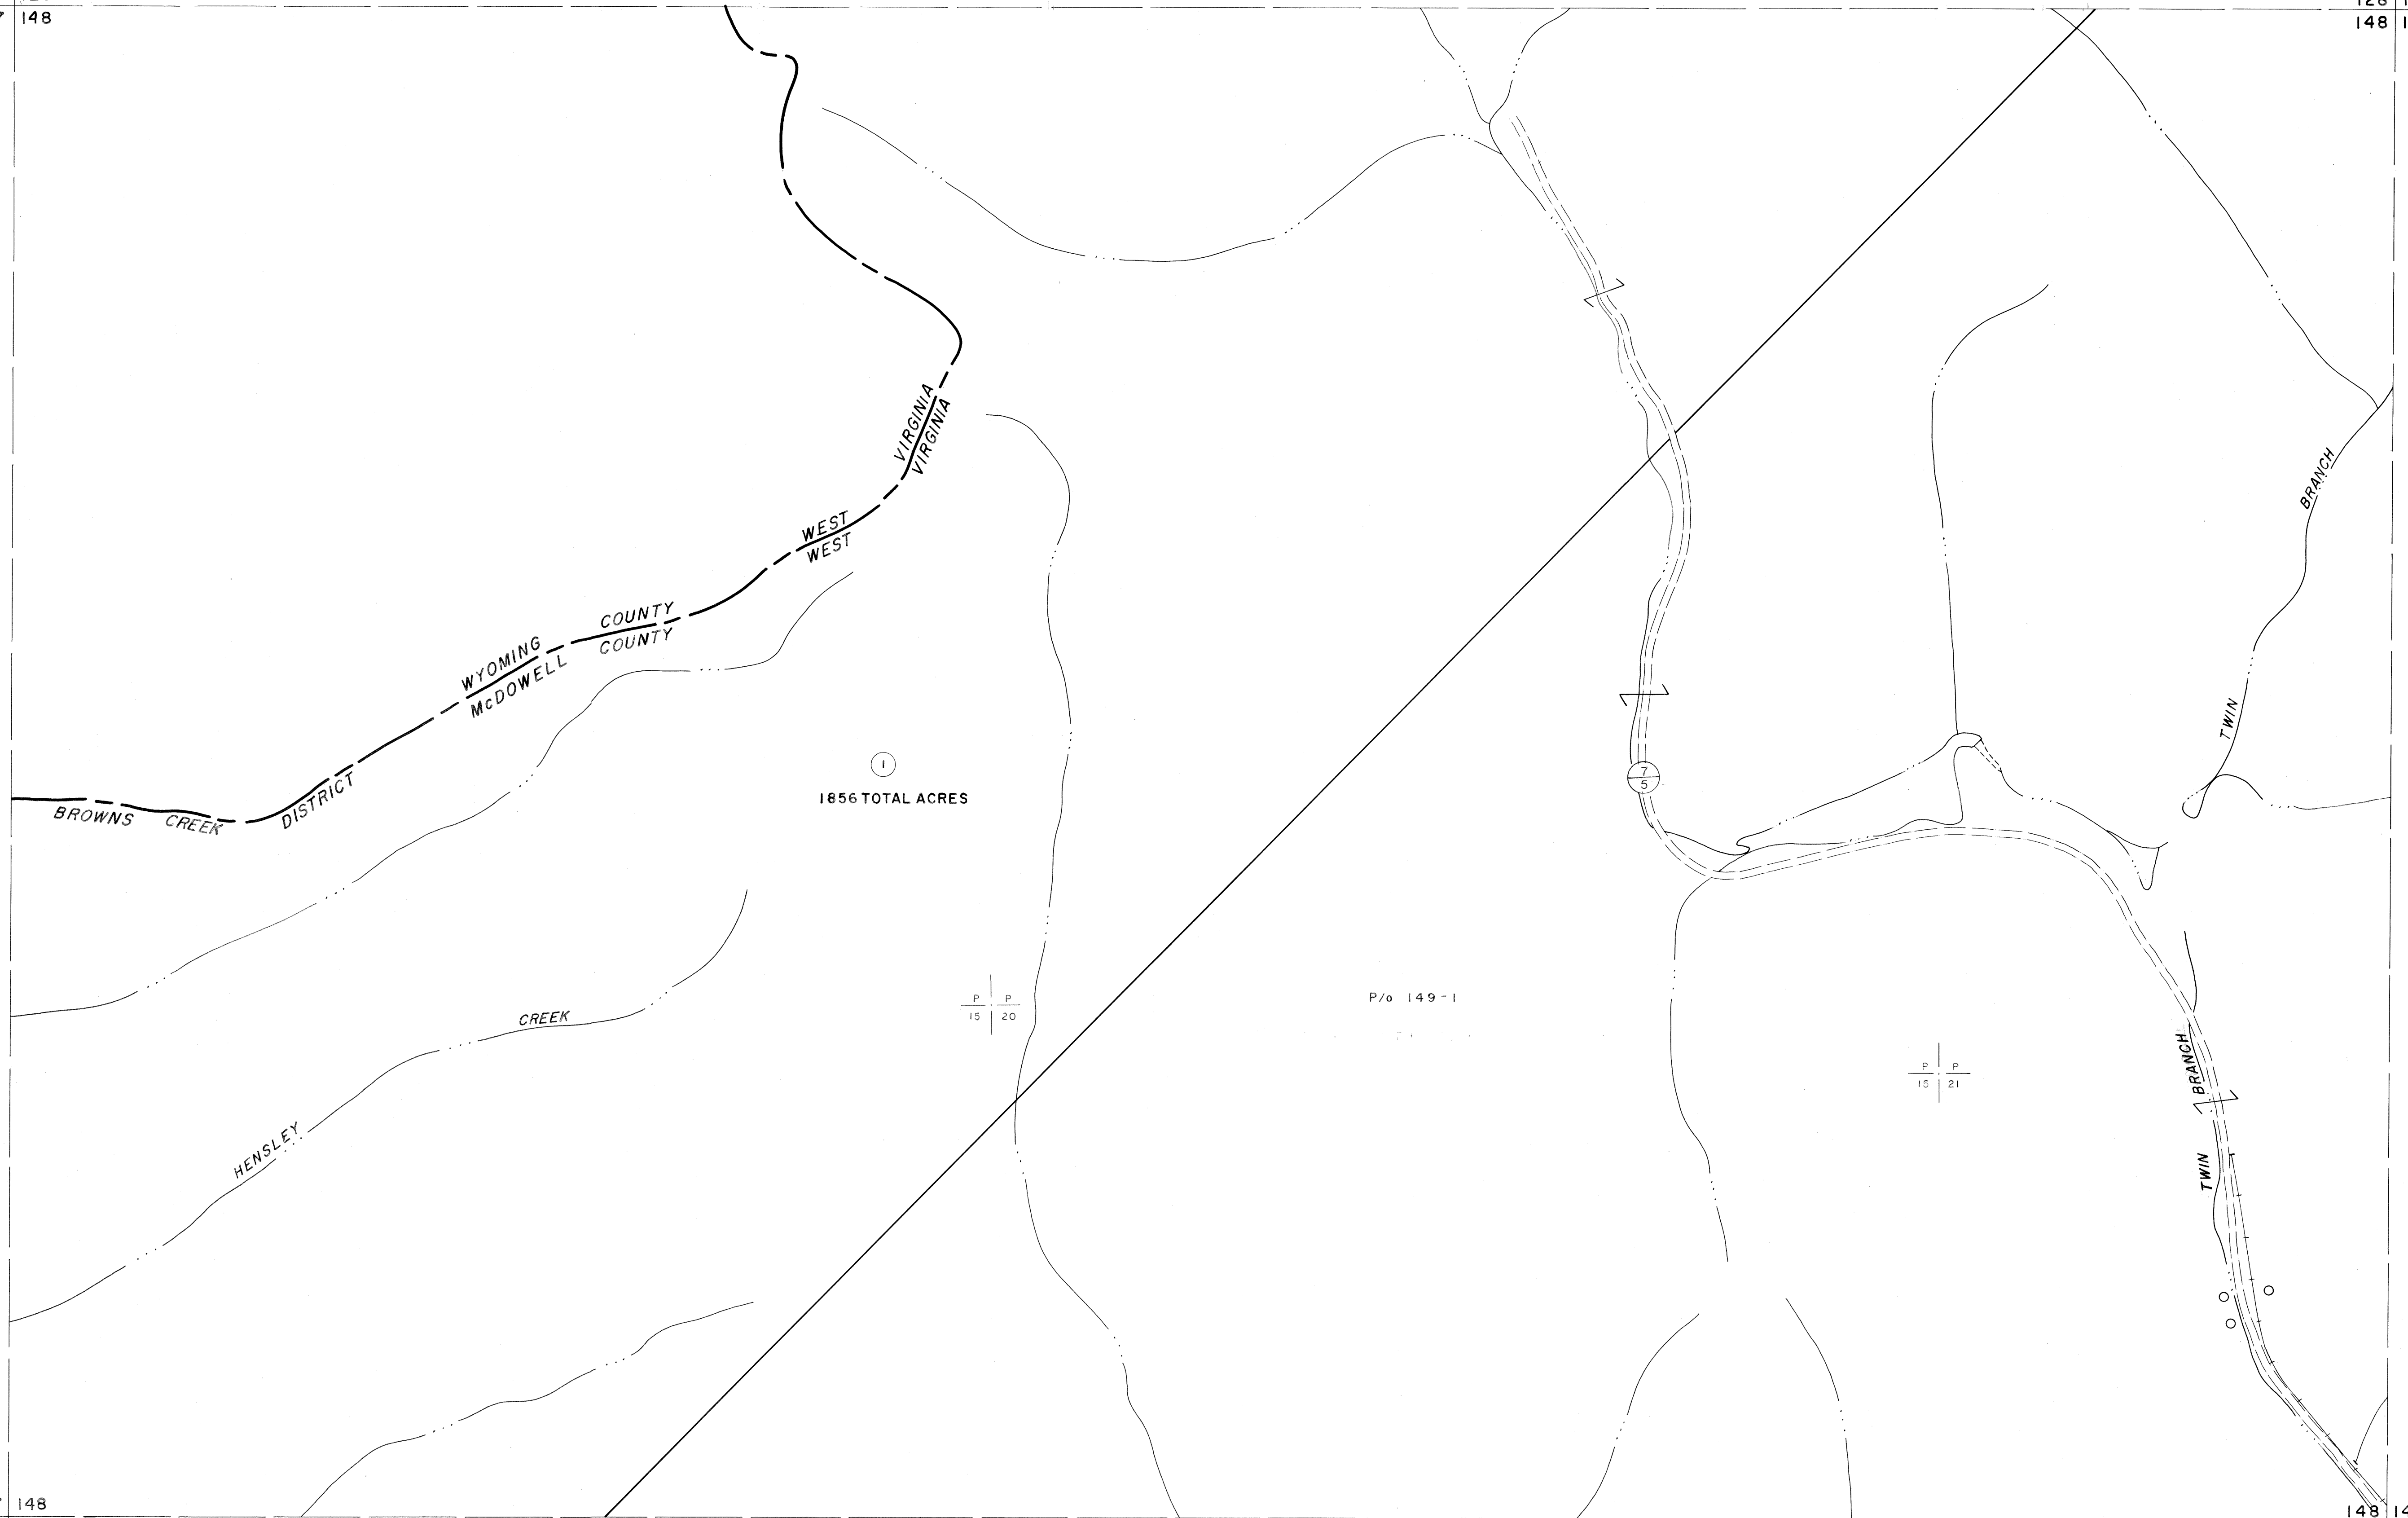 148
148
VIRGINIA
VIRGINIA
WEST
WEST
WYOMING COUNTY
McDOWELL COUNTY
BROWNS CREEK DISTRICT
1
1856 TOTAL ACRES
BRANCH
TWIN
7
5
P P
15 20
P/o 149-1
CREEK
HENSLEY
P P
15 21
BRANCH
TWIN
148
148